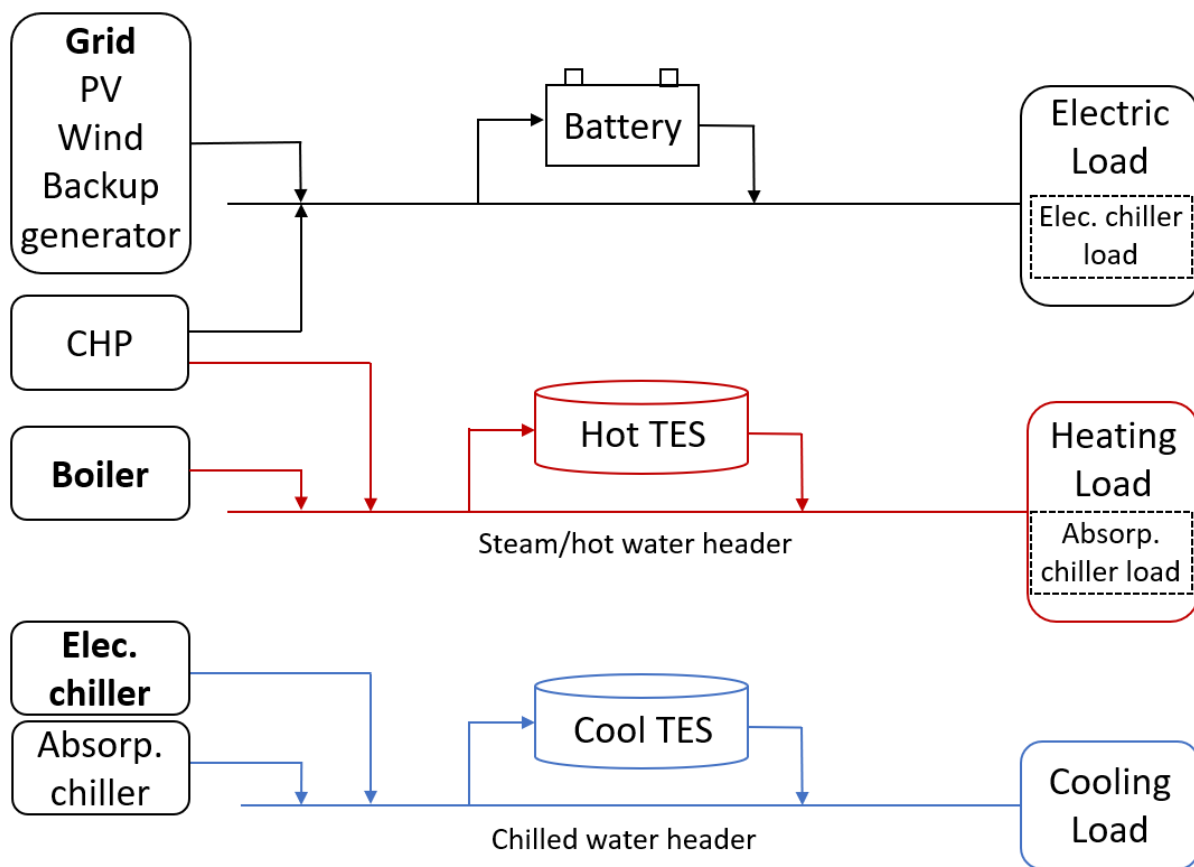 Grid
PV
Wind
Backup
generator
Battery
Electric
Load
Elec. chiller
load
CHP
Hot TES
Heating
Load
Boiler
Absorp.
chiller load
Steam/hot water header
Elec.
chiller
Absorp.
chiller
Cool TES
Cooling
Load
Chilled water header